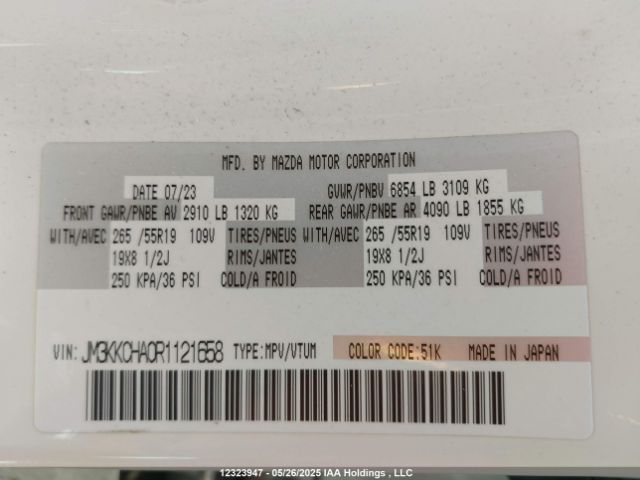 MFD. BY MAZDA MOTOR CORPORATION
DATE 07/23 GVWR/PNBV 6854 LB 3109 KG
FRONT GAWR/PNBE AV 2910 LB 1320 KG REAR GAWR/PNBE AR 4090 LB 1855 KG
WITH/AVEC 265 /55R19 109V TIRES/PNEUS WITH/AVEC 265 /55R19 109V TIRES/PNEUS
19X8 1/2J RIMS/JANTES 19X8 1/2J RIMS/JANTES
250 KPA/36 PSI COLD/A FROID 250 KPA/36 PSI COLD/A FROID
VIN: JM3KKCHA0R1121658 TYPE:MPV/VTUM COLOR CODE:51K MADE IN JAPAN
12323947 - 05/26/2025 IAA Holdings , LLC